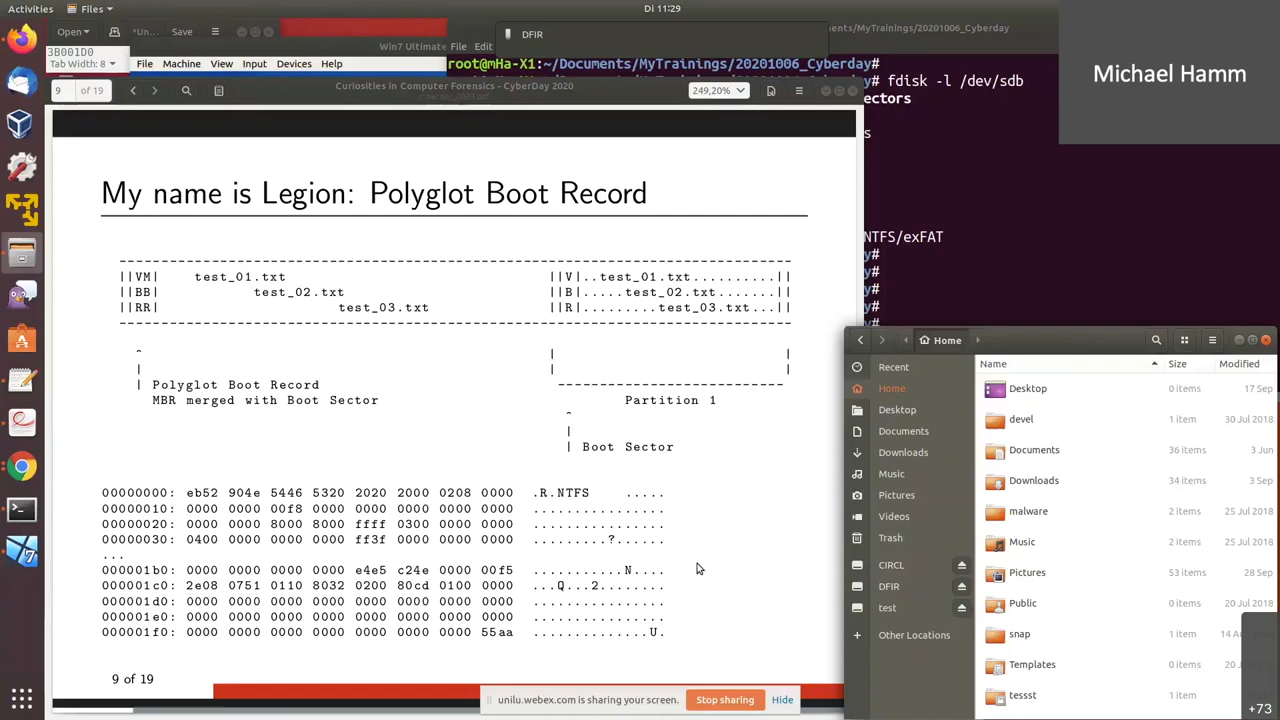 Activities
Files
Di 11:29
Open
*Un...
Save
DFIR
ments/MyTrainings/20201006_Cyberday
Michael Hamm
3B001D0
Tab Width: 8
Win7 Ultimate
File Edit
File Machine View Input Devices Help
root@mHa-X1:~/Documents/MyTrainings/20201006_Cyberday#
y# fdisk -l /dev/sdb
ectors
s
NTFS/exFAT
y#
y#
y#
y#
y#
9 of 19
Curiosities in Computer Forensics - CyberDay 2020
249,20%
My name is Legion: Polyglot Boot Record
--------------------------------------------------------------------------------
||VM| test_01.txt ||V|..test_01.txt..........||
||BB| test_02.txt ||B|.....test_02.txt.......||
||RR| test_03.txt ||R|.........test_03.txt...||
--------------------------------------------------------------------------------
^ | |
| | |
| Polyglot Boot Record ---------------------------
MBR merged with Boot Sector Partition 1
^
|
| Boot Sector
00000000: eb52 904e 5446 5320 2020 2000 0208 0000 .R.NTFS .....
00000010: 0000 0000 00f8 0000 0000 0000 0000 0000 ................
00000020: 0000 0000 8000 8000 ffff 0300 0000 0000 ................
00000030: 0400 0000 0000 0000 ff3f 0000 0000 0000 .........?......
...
000001b0: 0000 0000 0000 0000 e4e5 c24e 0000 00f5 ...........N....
000001c0: 2e08 0751 0110 8032 0200 80cd 0100 0000 ...Q...2........
000001d0: 0000 0000 0000 0000 0000 0000 0000 0000 ................
000001e0: 0000 0000 0000 0000 0000 0000 0000 0000 ................
000001f0: 0000 0000 0000 0000 0000 0000 0000 55aa ..............U.
9 of 19
unilu.webex.com is sharing your screen.
Stop sharing
Hide
Home
Name Size Modified
Recent
Home
Desktop
Documents
Downloads
Music
Pictures
Videos
Trash
CIRCL
DFIR
test
Other Locations
Desktop 0 items 17 Sep
devel 1 item 30 Jul 2018
Documents 36 items 3 Jun
Downloads 34 items 3 Sep
malware 2 items 25 Jul 2018
Music 2 items 25 Jul 2018
Pictures 53 items 28 Sep
Public 0 items 20 Jul 2018
snap 1 item 14 A
Templates 0 items 20 J
tessst 1 item
+73